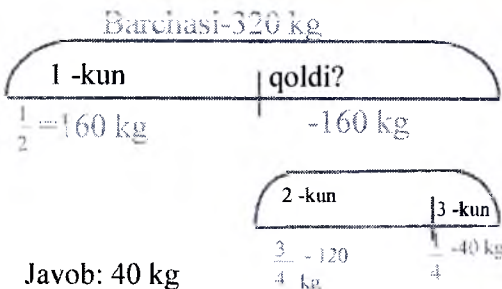 Barchasi-320 kg
1 -kun qoldi?
1/2 =160 kg -160 kg
2 -kun 3 -kun
3/4 - 120 kg 1/4 -40 kg
Javob: 40 kg